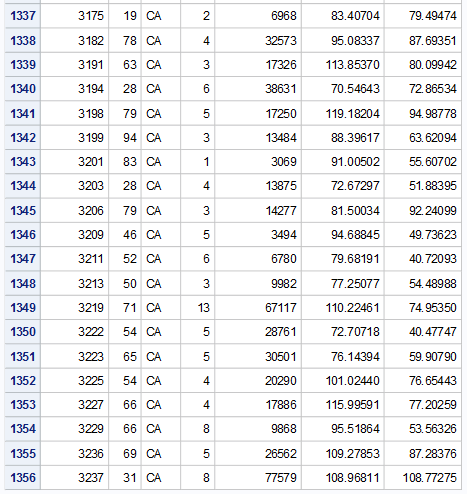 1337 3175 19 CA 2 6968 83.40704 79.49474
1338 3182 78 CA 4 32573 95.08337 87.69351
1339 3191 63 CA 3 17326 113.85370 80.09942
1340 3194 28 CA 6 38631 70.54643 72.86534
1341 3198 79 CA 5 17250 119.18204 94.98778
1342 3199 94 CA 3 13484 88.39617 63.62094
1343 3201 83 CA 1 3069 91.00502 55.60702
1344 3203 28 CA 4 13875 72.67297 51.88395
1345 3206 79 CA 3 14277 81.50034 92.24099
1346 3209 46 CA 5 3494 94.68845 49.73623
1347 3211 52 CA 6 6780 79.68191 40.72093
1348 3213 50 CA 3 9982 77.25077 54.48988
1349 3219 71 CA 13 67117 110.22461 74.95350
1350 3222 54 CA 5 28761 72.70718 40.47747
1351 3223 65 CA 5 30501 76.14394 59.90790
1352 3225 54 CA 4 20290 101.02440 76.65443
1353 3227 66 CA 4 17886 115.99591 77.20259
1354 3229 66 CA 8 9868 95.51864 53.56326
1355 3236 69 CA 5 26562 109.27853 87.28376
1356 3237 31 CA 8 77579 108.96811 108.77275